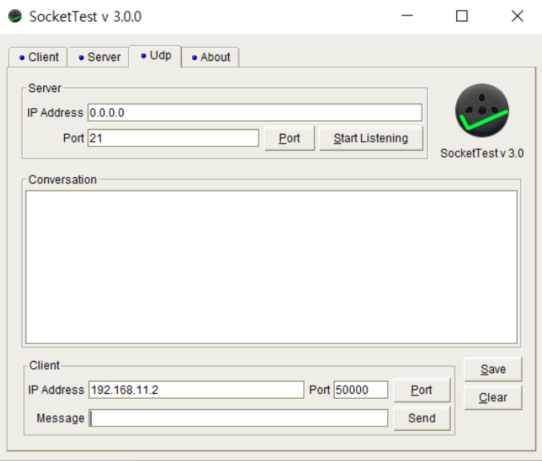 SocketTest v 3.0.0
Client Server Udp About
Server
IP Address 0.0.0.0
Port 21 Port Start Listening
SocketTest v 3.0
Conversation
Client
IP Address 192.168.11.2 Port 50000 Port
Message Send
Save
Clear